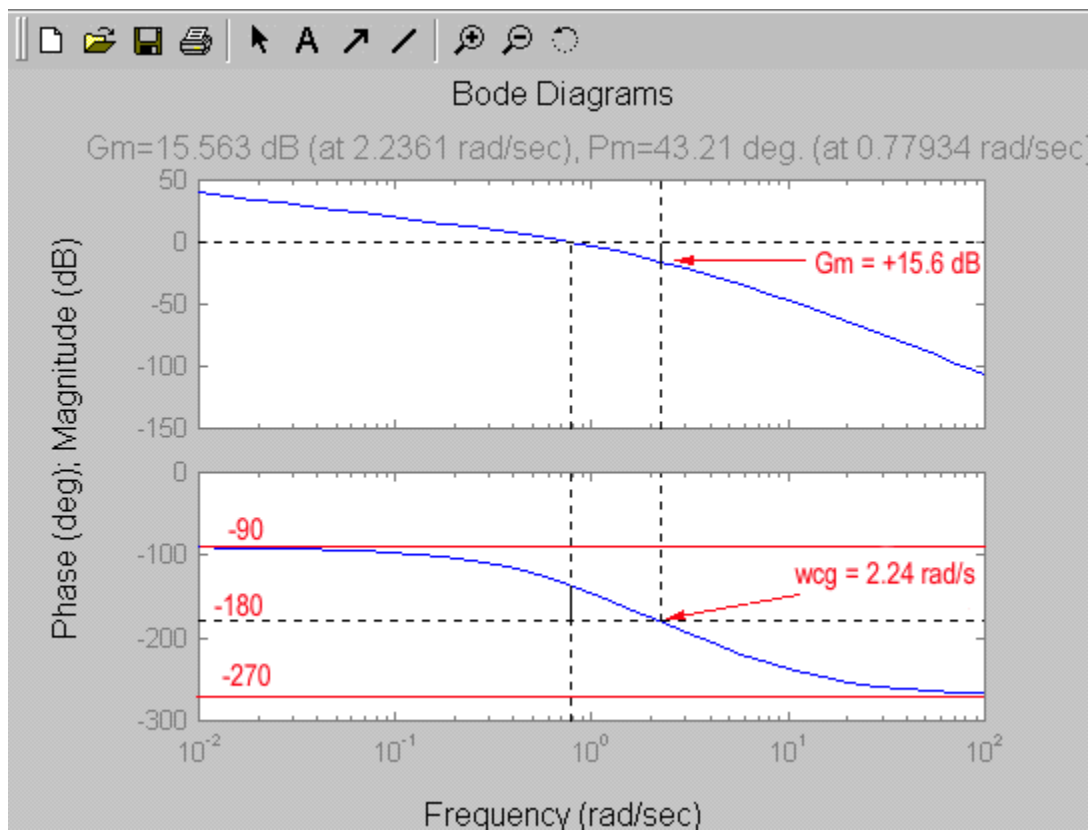 A
Bode Diagrams
Gm=15.563 dB (at 2.2361 rad/sec), Pm=43.21 deg. (at 0.77934 rad/sec)
Phase (deg); Magnitude (dB)
50
0
-50
-100
-150
Gm = +15.6 dB
0
-100
-200
-300
-90
-180
-270
wcg = 2.24 rad/s
10⁻² 10⁻¹ 10⁰ 10¹ 10²
Frequency (rad/sec)